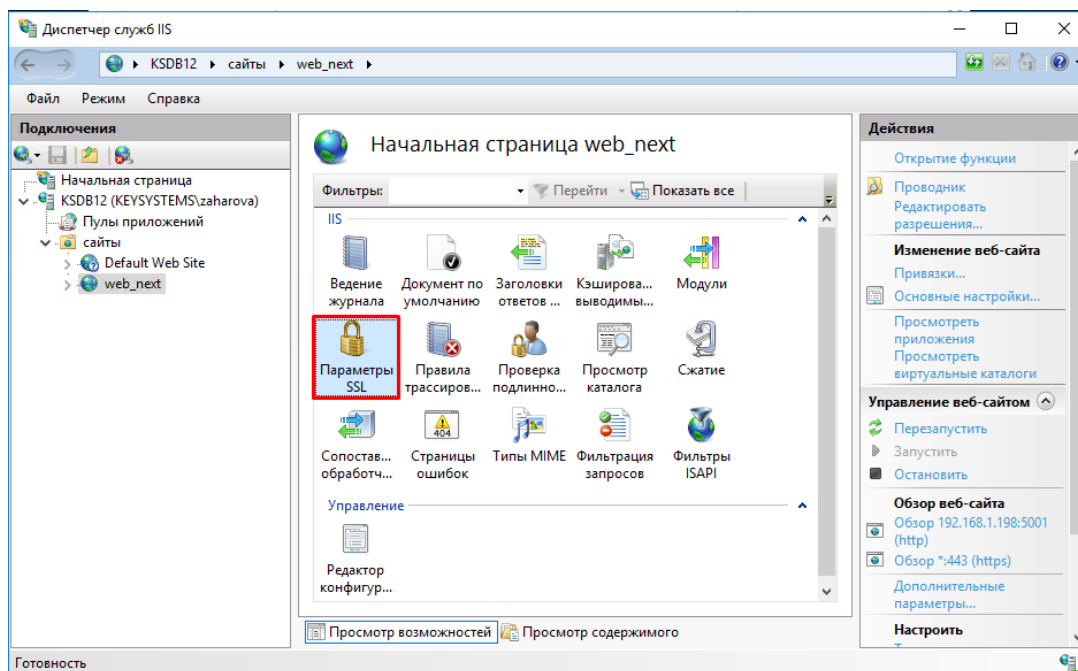 Диспетчер служб IIS
KSDB12 сайты web_next
Файл Режим Справка
Подключения
Начальная страница
KSDB12 (KEYSYSTEMS\zaharova)
Пулы приложений
сайты
Default Web Site
web_next
Начальная страница web_next
Фильтры: Перейти Показать все
IIS
Ведение журнала
Документ по умолчанию
Заголовки ответов ...
Кэширова... выводимы...
Модули
Параметры SSL
Правила трассиров...
Проверка подлинно...
Просмотр каталога
Сжатие
Сопостав... обработч...
404
Страницы ошибок
Типы MIME
Фильтрация запросов
Фильтры ISAPI
Управление
Редактор конфигур...
Просмотр возможностей Просмотр содержимого
Действия
Открытие функции
Проводник
Редактировать
разрешения...
Изменение веб-сайта
Привязки...
Основные настройки...
Просмотреть
приложения
Просмотреть
виртуальные каталоги
Управление веб-сайтом
Перезапустить
Запустить
Остановить
Обзор веб-сайта
Обзор 192.168.1.198:5001
(http)
Обзор *:443 (https)
Дополнительные
параметры...
Настроить
Готовность